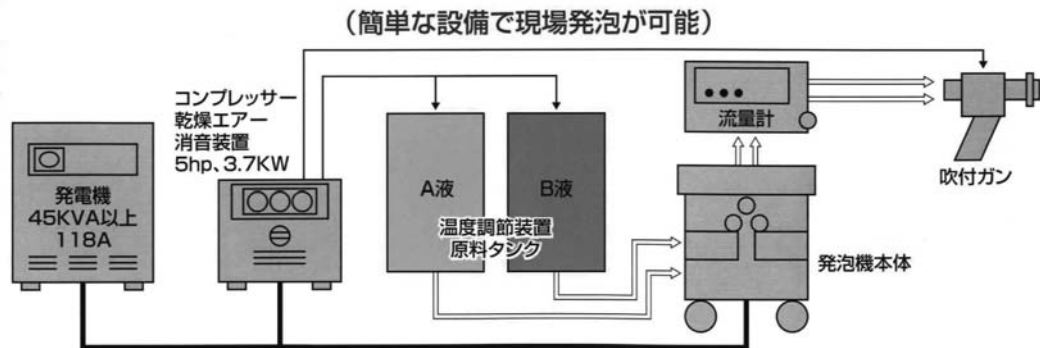 (簡単な設備で現場発泡が可能)
コンプレッサー
乾燥エアー
消音装置
5hp、3.7KW
発電機
45KVA以上
118A
A液
B液
温度調節装置
原料タンク
流量計
吹付ガン
発泡機本体